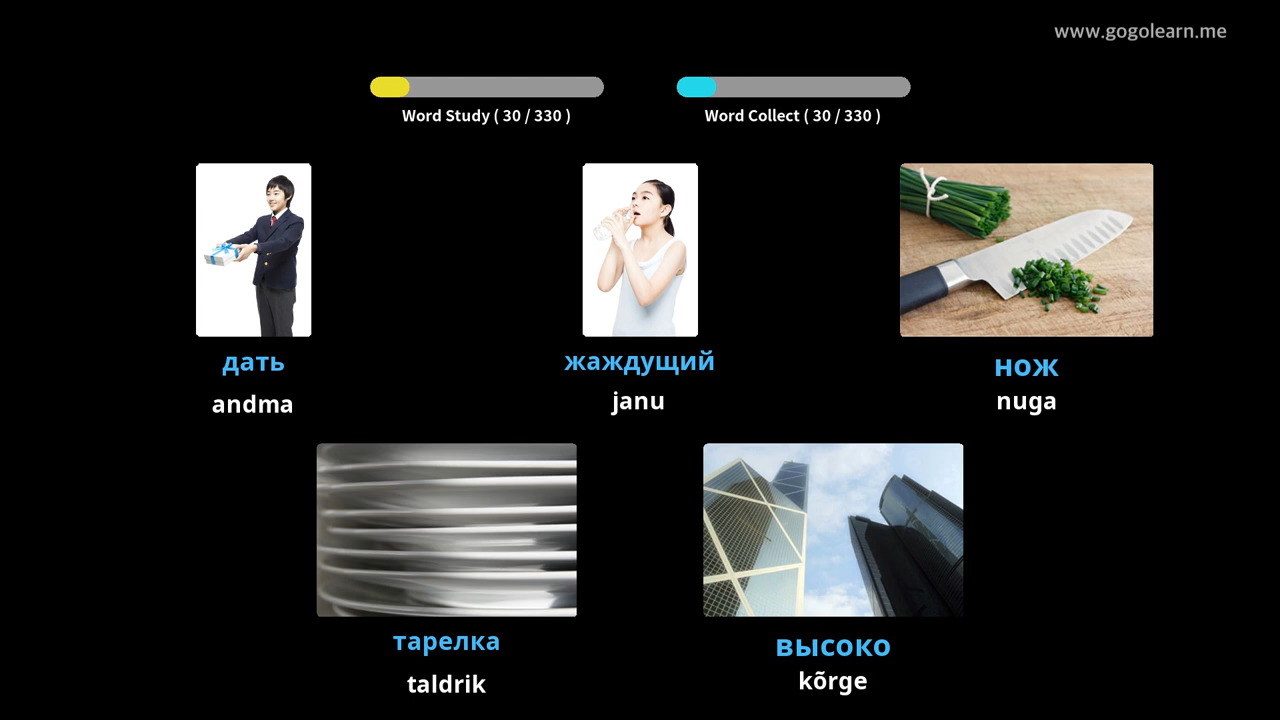 www.gogolearn.me
Word Study ( 30 / 330 )
Word Collect ( 30 / 330 )
дать
andma
жаждущий
janu
нож
nuga
тарелка
taldrik
высоко
kõrge